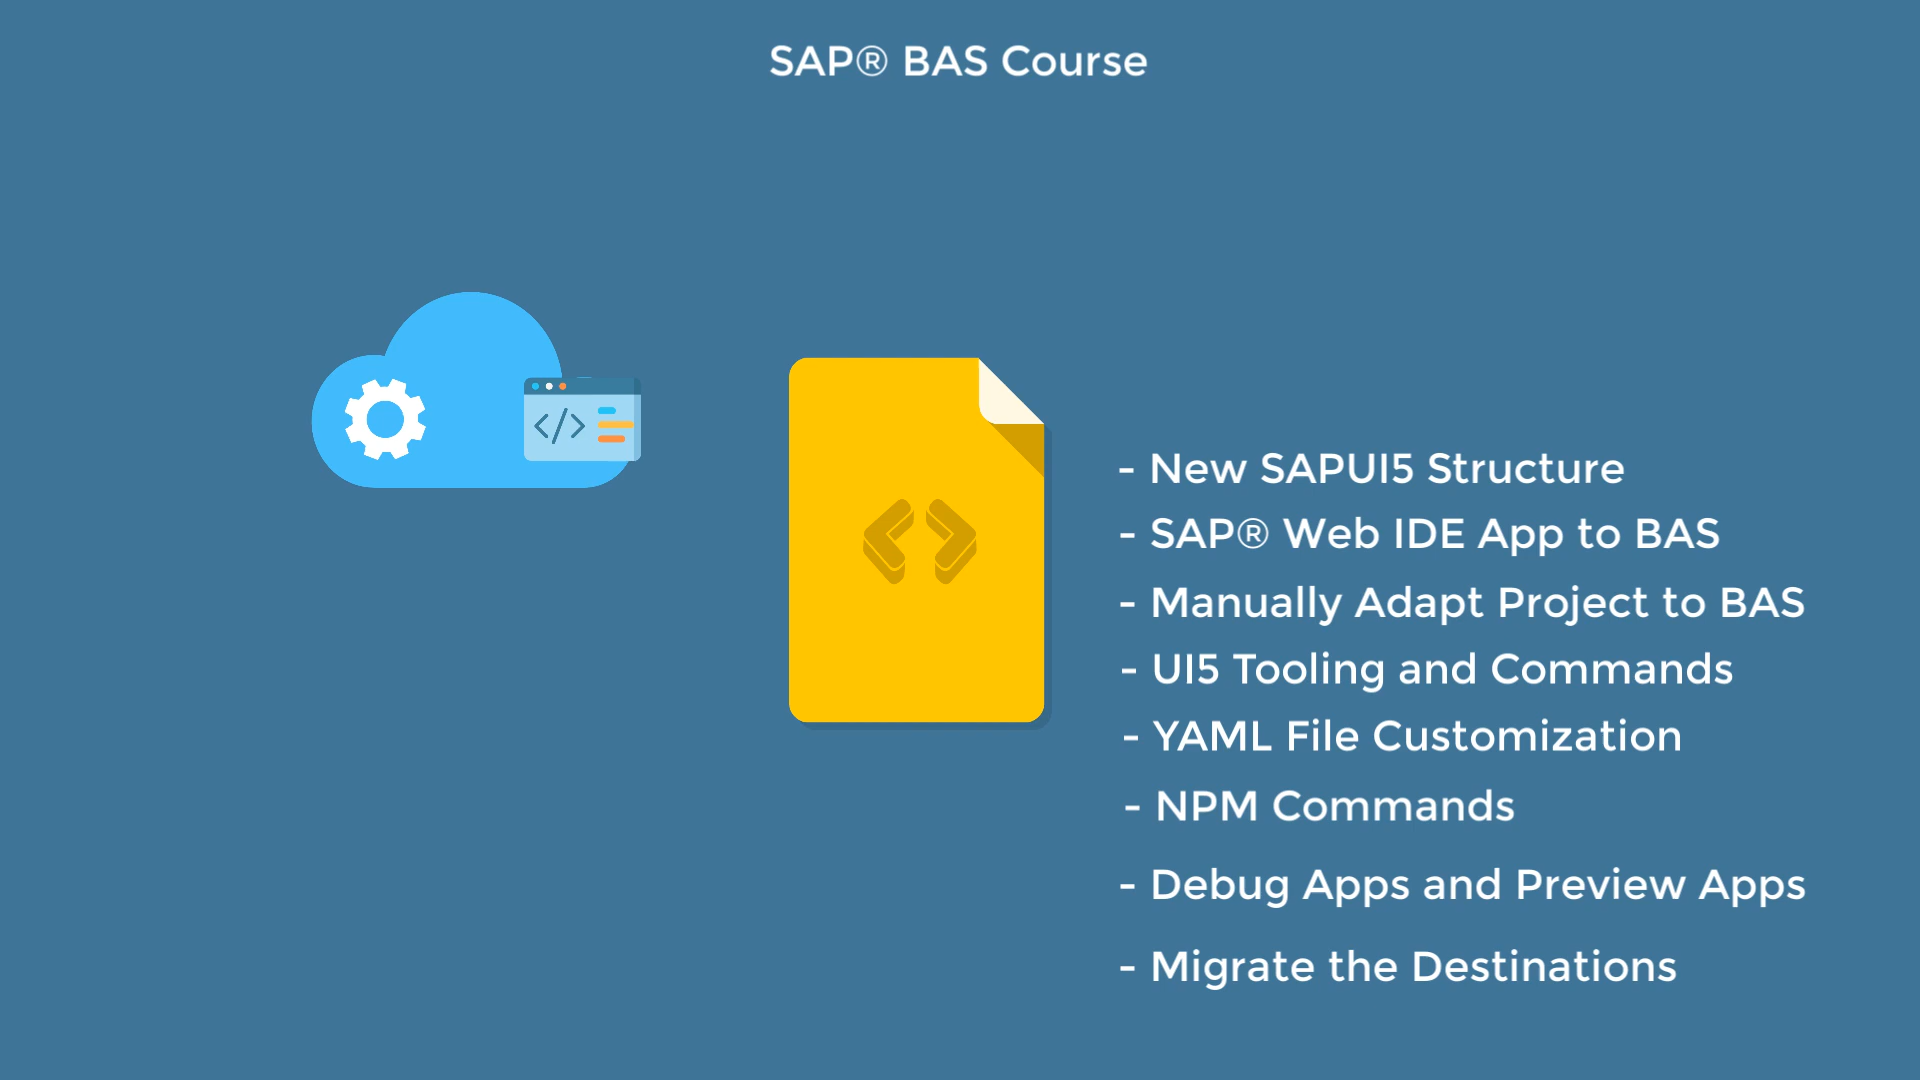 SAP® BAS Course
- New SAPUI5 Structure
- SAP® Web IDE App to BAS
- Manually Adapt Project to BAS
- UI5 Tooling and Commands
- YAML File Customization
- NPM Commands
- Debug Apps and Preview Apps
- Migrate the Destinations